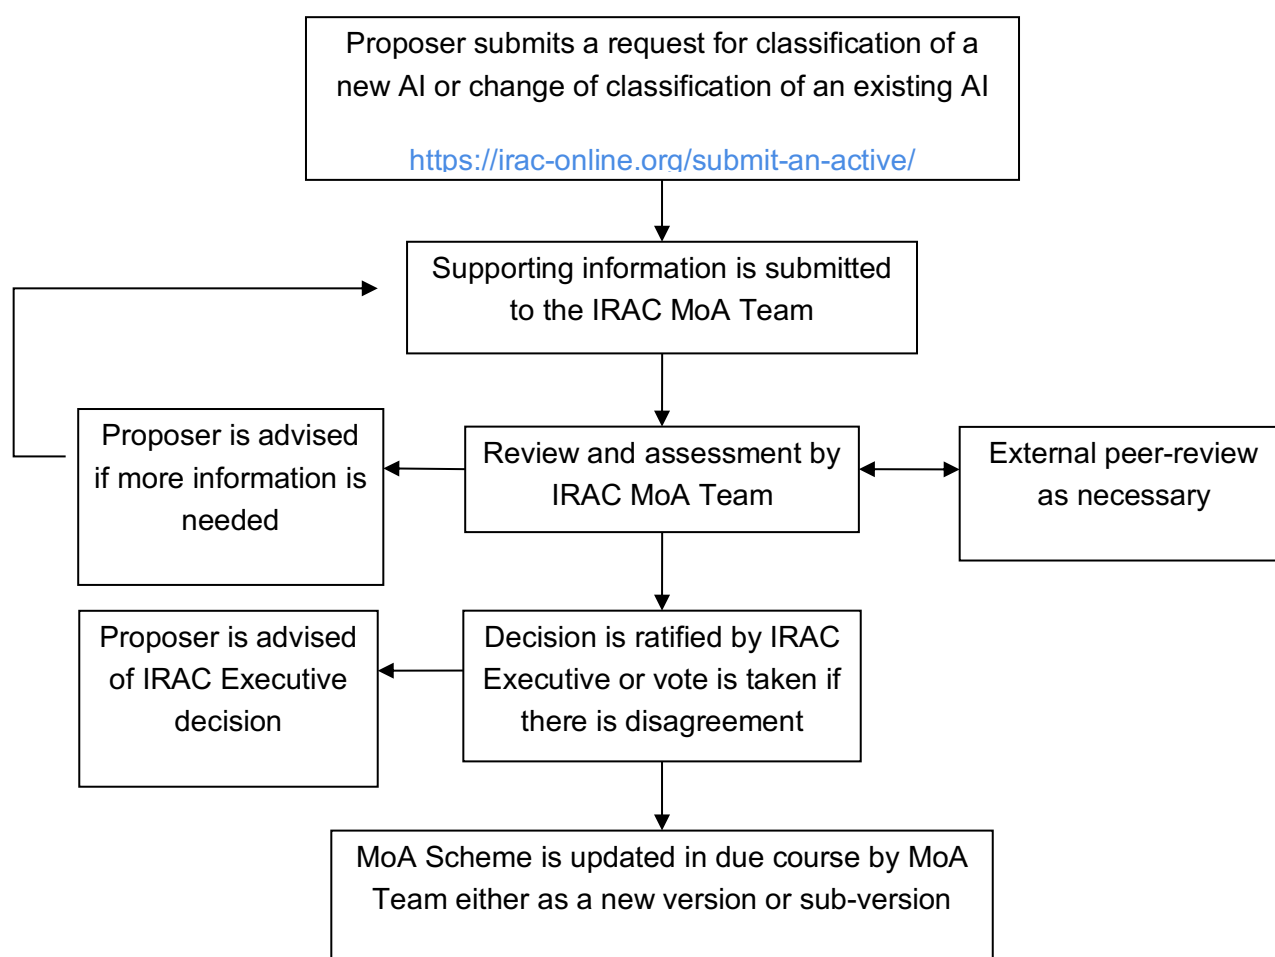 Proposer submits a request for classification of a
new AI or change of classification of an existing AI
https://irac-online.org/submit-an-active/
Supporting information is submitted
to the IRAC MoA Team
Proposer is advised
if more information is
needed
Review and assessment by
IRAC MoA Team
External peer-review
as necessary
Proposer is advised
of IRAC Executive
decision
Decision is ratified by IRAC
Executive or vote is taken if
there is disagreement
MoA Scheme is updated in due course by MoA
Team either as a new version or sub-version